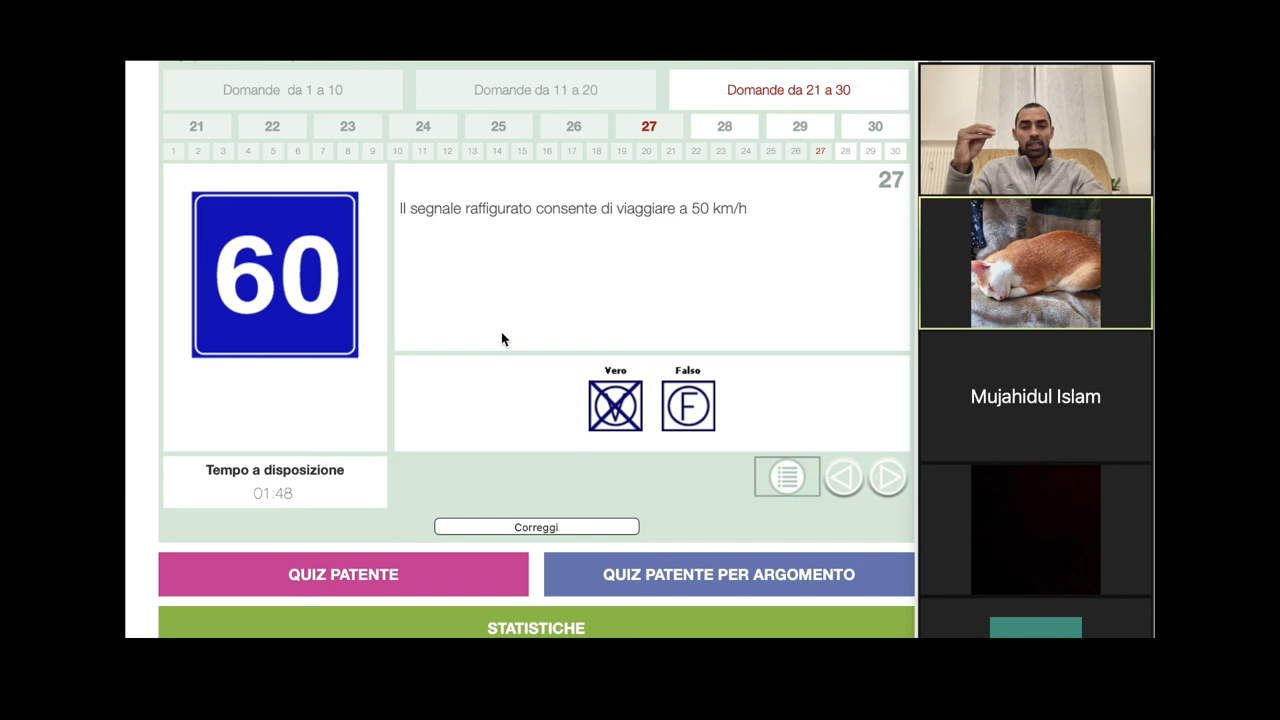 Domande da 1 a 10
Domande da 11 a 20
Domande da 21 a 30
21 22 23 24 25 26 27 28 29 30
1 2 3 4 5 6 7 8 9 10 11 12 13 14 15 16 17 18 19 20 21 22 23 24 25 26 27 28 29 30
27
60
Il segnale raffigurato consente di viaggiare a 50 km/h
Vero Falso
V F
Tempo a disposizione
01:48
Correggi
QUIZ PATENTE
QUIZ PATENTE PER ARGOMENTO
STATISTICHE
Mujahidul Islam